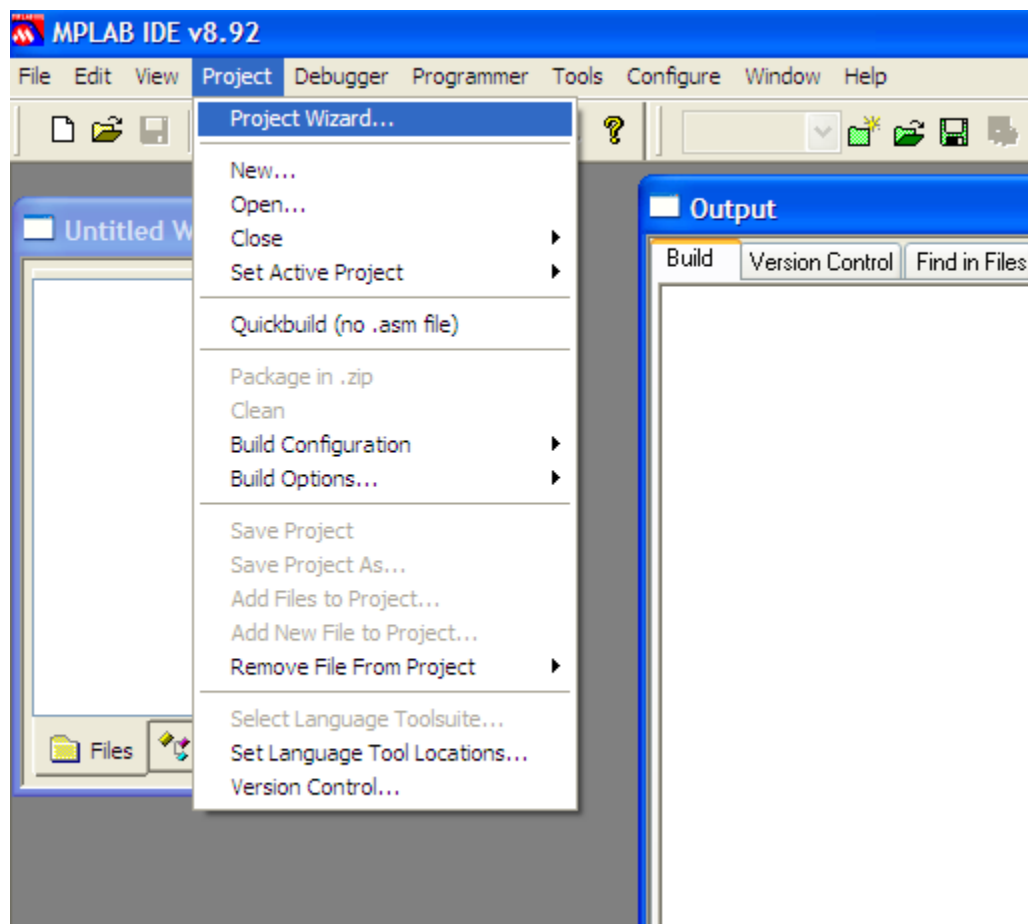 MPLAB IDE v8.92
File Edit View Project Debugger Programmer Tools Configure Window Help
Project Wizard...
New...
Open...
Close
Set Active Project
Quickbuild (no .asm file)
Package in .zip
Clean
Build Configuration
Build Options...
Save Project
Save Project As...
Add Files to Project...
Add New File to Project...
Remove File From Project
Select Language Toolsuite...
Set Language Tool Locations...
Version Control...
Untitled W
Files
Output
Build Version Control Find in Files